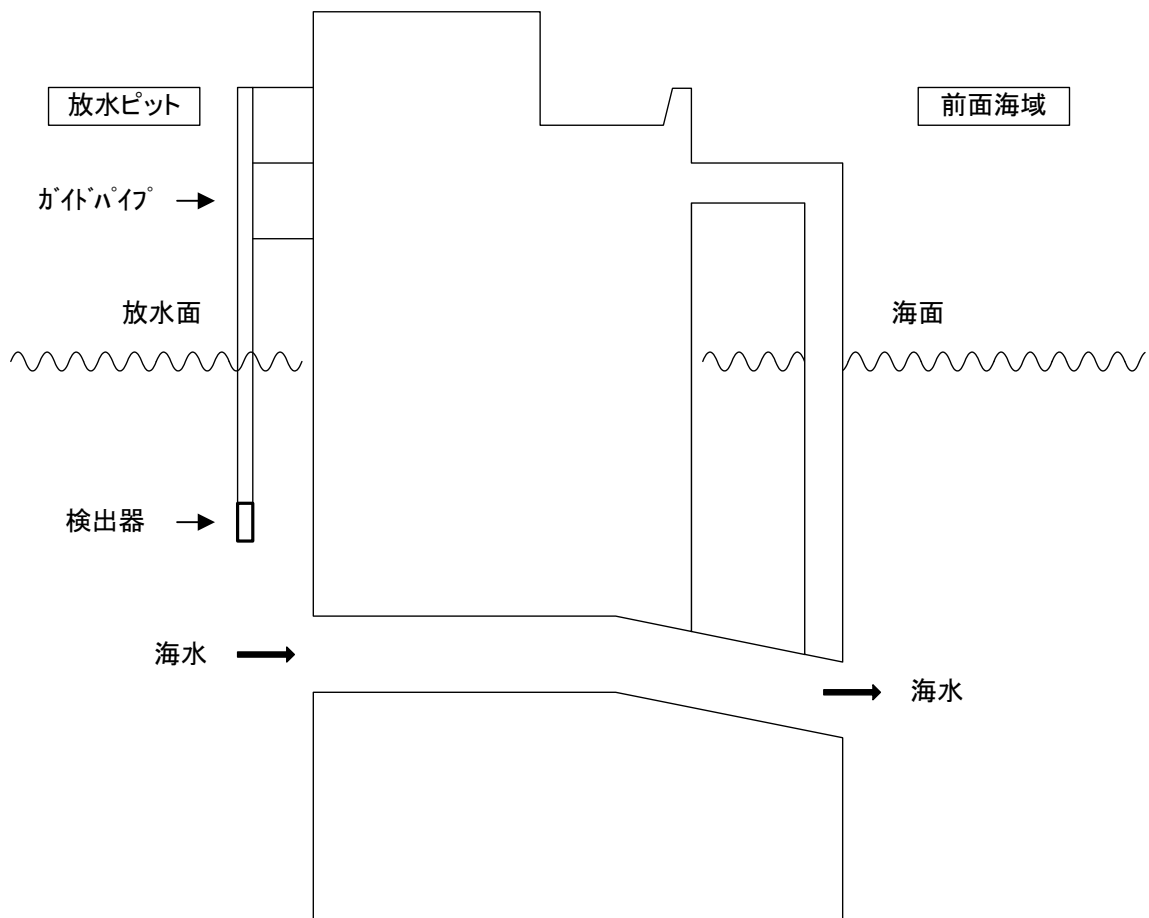 放水ピット
前面海域
ｶﾞｲﾄﾞﾊﾟｲﾌﾟ
放水面
海面
検出器
海水
海水